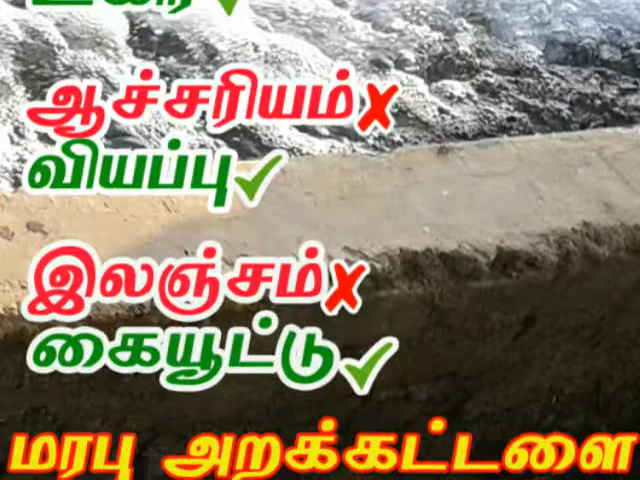 ஆச்சரியம்❌
வியப்பு✓
இலஞ்சம்❌
கையூட்டு✓
மரபு அறக்கட்டளை